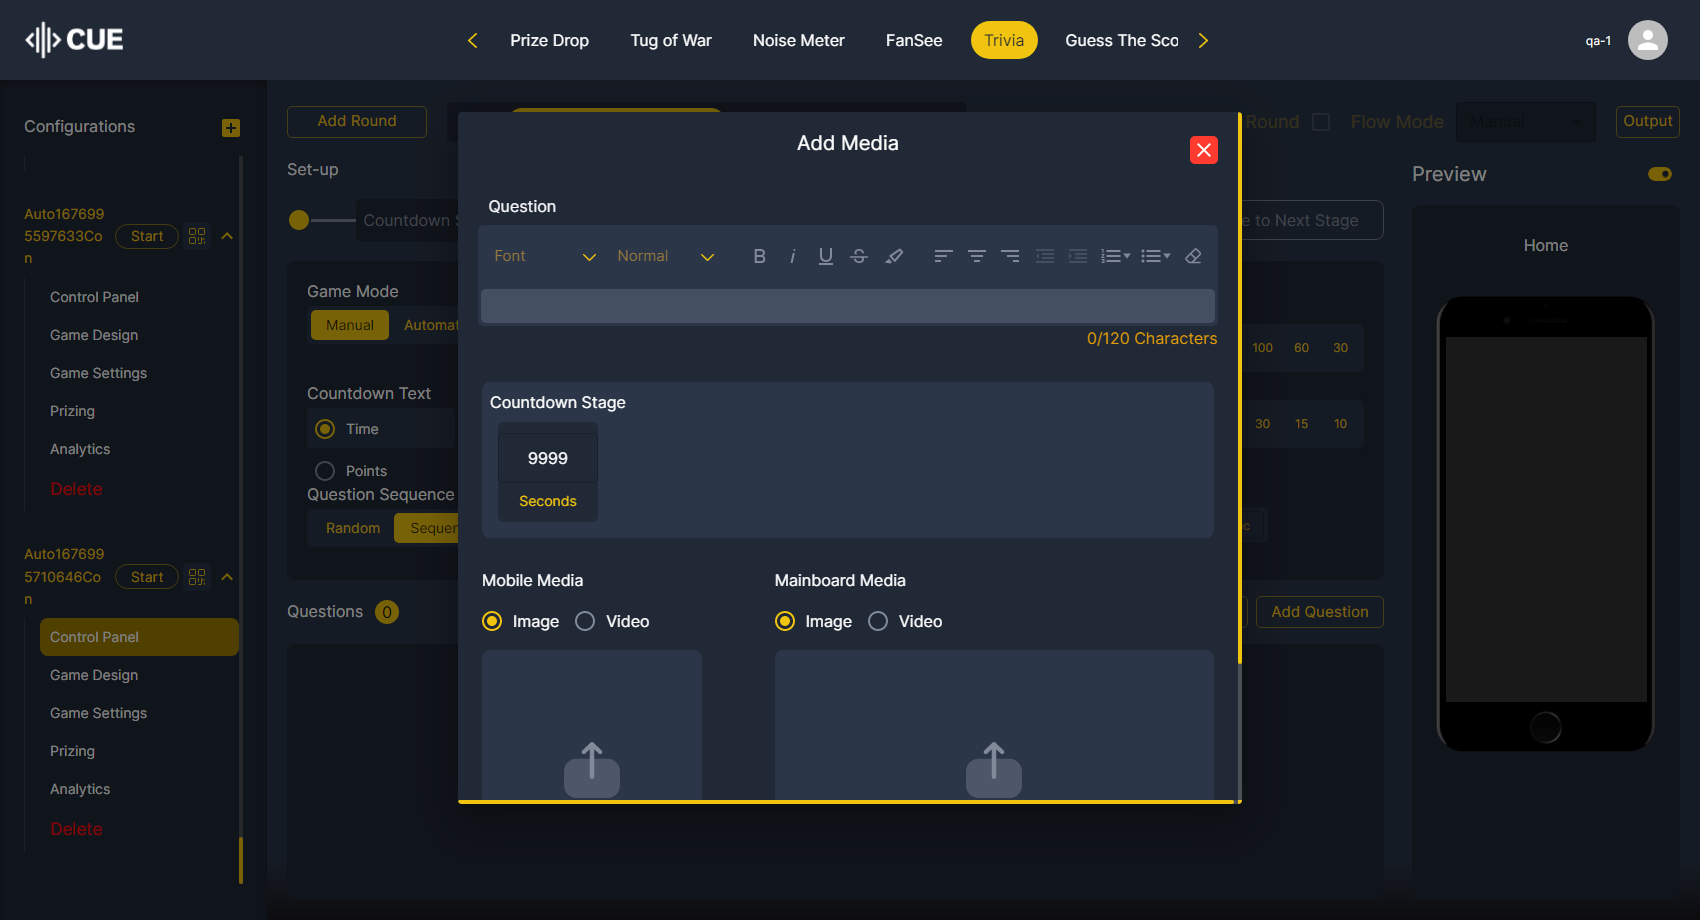 CUE
Prize Drop
Tug of War
Noise Meter
FanSee
Trivia
Guess The Sco
qa-1
Configurations
Auto167699
5597633Co
n
Start
Control Panel
Game Design
Game Settings
Prizing
Analytics
Delete
Auto167699
5710646Co
n
Start
Control Panel
Game Design
Game Settings
Prizing
Analytics
Delete
Add Round
Round
Flow Mode
Manual
Output
Set-up
Countdown
e to Next Stage
Game Mode
Manual
Automat
100 60 30
Countdown Text
Time
Points
30 15 10
Question Sequence
Random
Sequen
Questions 0
Add Question
Add Media
Question
Font
Normal
B i U S
0/120 Characters
Countdown Stage
9999
Seconds
Mobile Media
Image
Video
Mainboard Media
Image
Video
Preview
Home